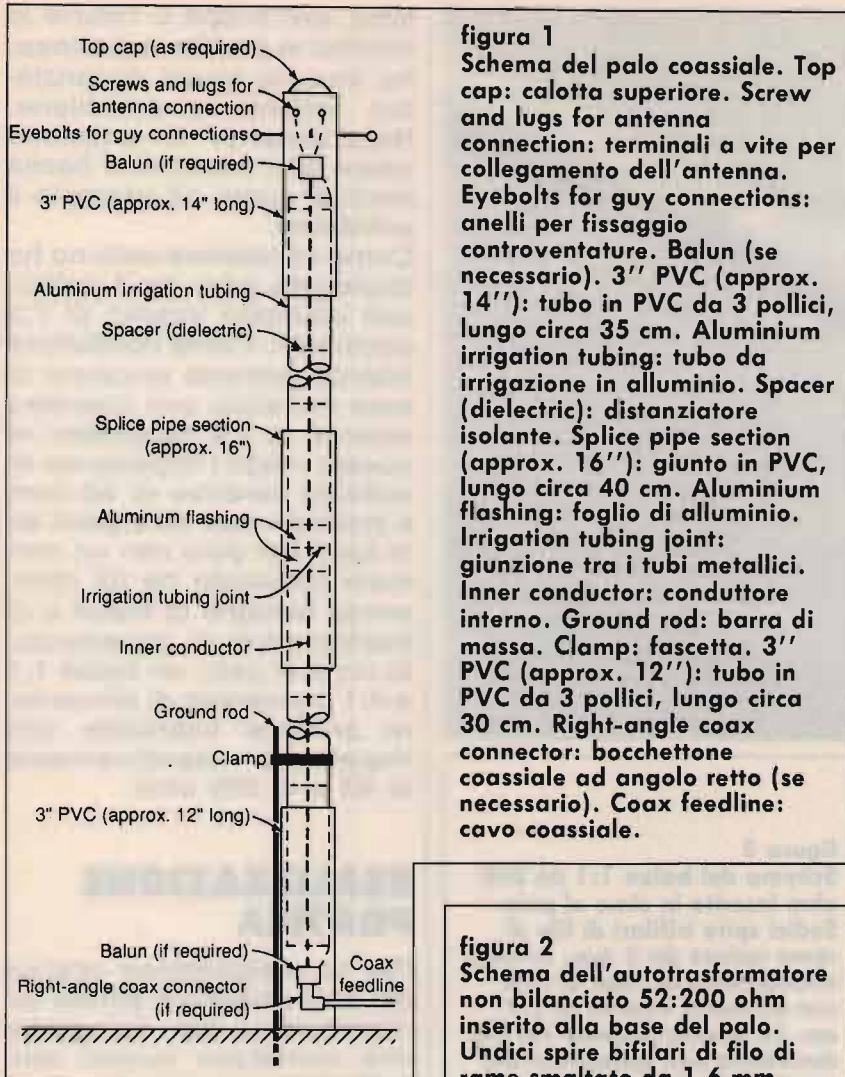 Top cap (as required)
Screws and lugs for
antenna connection
Eyebolts for guy connections
Balun (if required)
3" PVC (approx. 14" long)
Aluminum irrigation tubing
Spacer (dielectric)
Splice pipe section
(approx. 16")
Aluminum flashing
Irrigation tubing joint
Inner conductor
Ground rod
Clamp
3" PVC (approx. 12" long)
Balun (if required)
Right-angle coax connector
(if required)
Coax
feedline
figura 1
Schema del palo coassiale. Top
cap: calotta superiore. Screw
and lugs for antenna
connection: terminali a vite per
collegamento dell'antenna.
Eyebolts for guy connections:
anelli per fissaggio
controventature. Balun (se
necessario). 3'' PVC (approx.
14''): tubo in PVC da 3 pollici,
lungo circa 35 cm. Aluminium
irrigation tubing: tubo da
irrigazione in alluminio. Spacer
(dielectric): distanziatore
isolante. Splice pipe section
(approx. 16''): giunto in PVC,
lungo circa 40 cm. Aluminium
flashing: foglio di alluminio.
Irrigation tubing joint:
giunzione tra i tubi metallici.
Inner conductor: conduttore
interno. Ground rod: barra di
massa. Clamp: fascetta. 3''
PVC (approx. 12''): tubo in
PVC da 3 pollici, lungo circa
30 cm. Right-angle coax
connector: bocchettone
coassiale ad angolo retto (se
necessario). Coax feedline:
cavo coassiale.
figura 2
Schema dell'autotrasformatore
non bilanciato 52:200 ohm
inserito alla base del palo.
Undici spire bifilari di filo di
rame smaltato da 1,6 mm